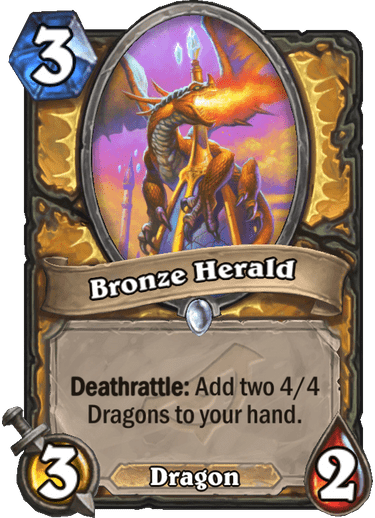 3
Bronze Herald
Deathrattle: Add two 4/4
Dragons to your hand.
3
Dragon
2